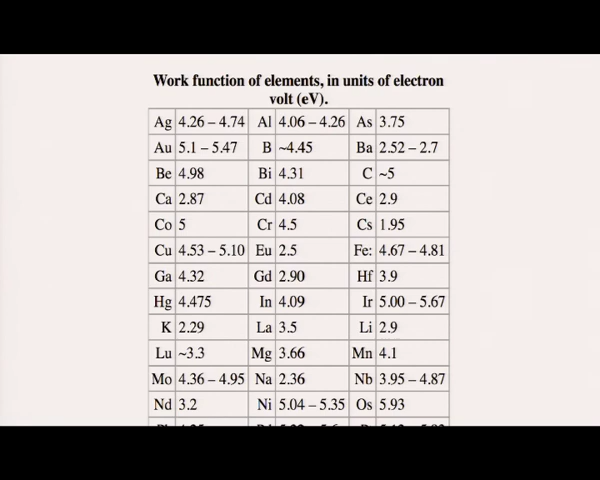 Work function of elements, in units of electron
volt (eV).
Ag 4.26 – 4.74 Al 4.06 – 4.26 As 3.75
Au 5.1 – 5.47 B ~4.45 Ba 2.52 – 2.7
Be 4.98 Bi 4.31 C ~5
Ca 2.87 Cd 4.08 Ce 2.9
Co 5 Cr 4.5 Cs 1.95
Cu 4.53 – 5.10 Eu 2.5 Fe: 4.67 – 4.81
Ga 4.32 Gd 2.90 Hf 3.9
Hg 4.475 In 4.09 Ir 5.00 – 5.67
K 2.29 La 3.5 Li 2.9
Lu ~3.3 Mg 3.66 Mn 4.1
Mo 4.36 – 4.95 Na 2.36 Nb 3.95 – 4.87
Nd 3.2 Ni 5.04 – 5.35 Os 5.93